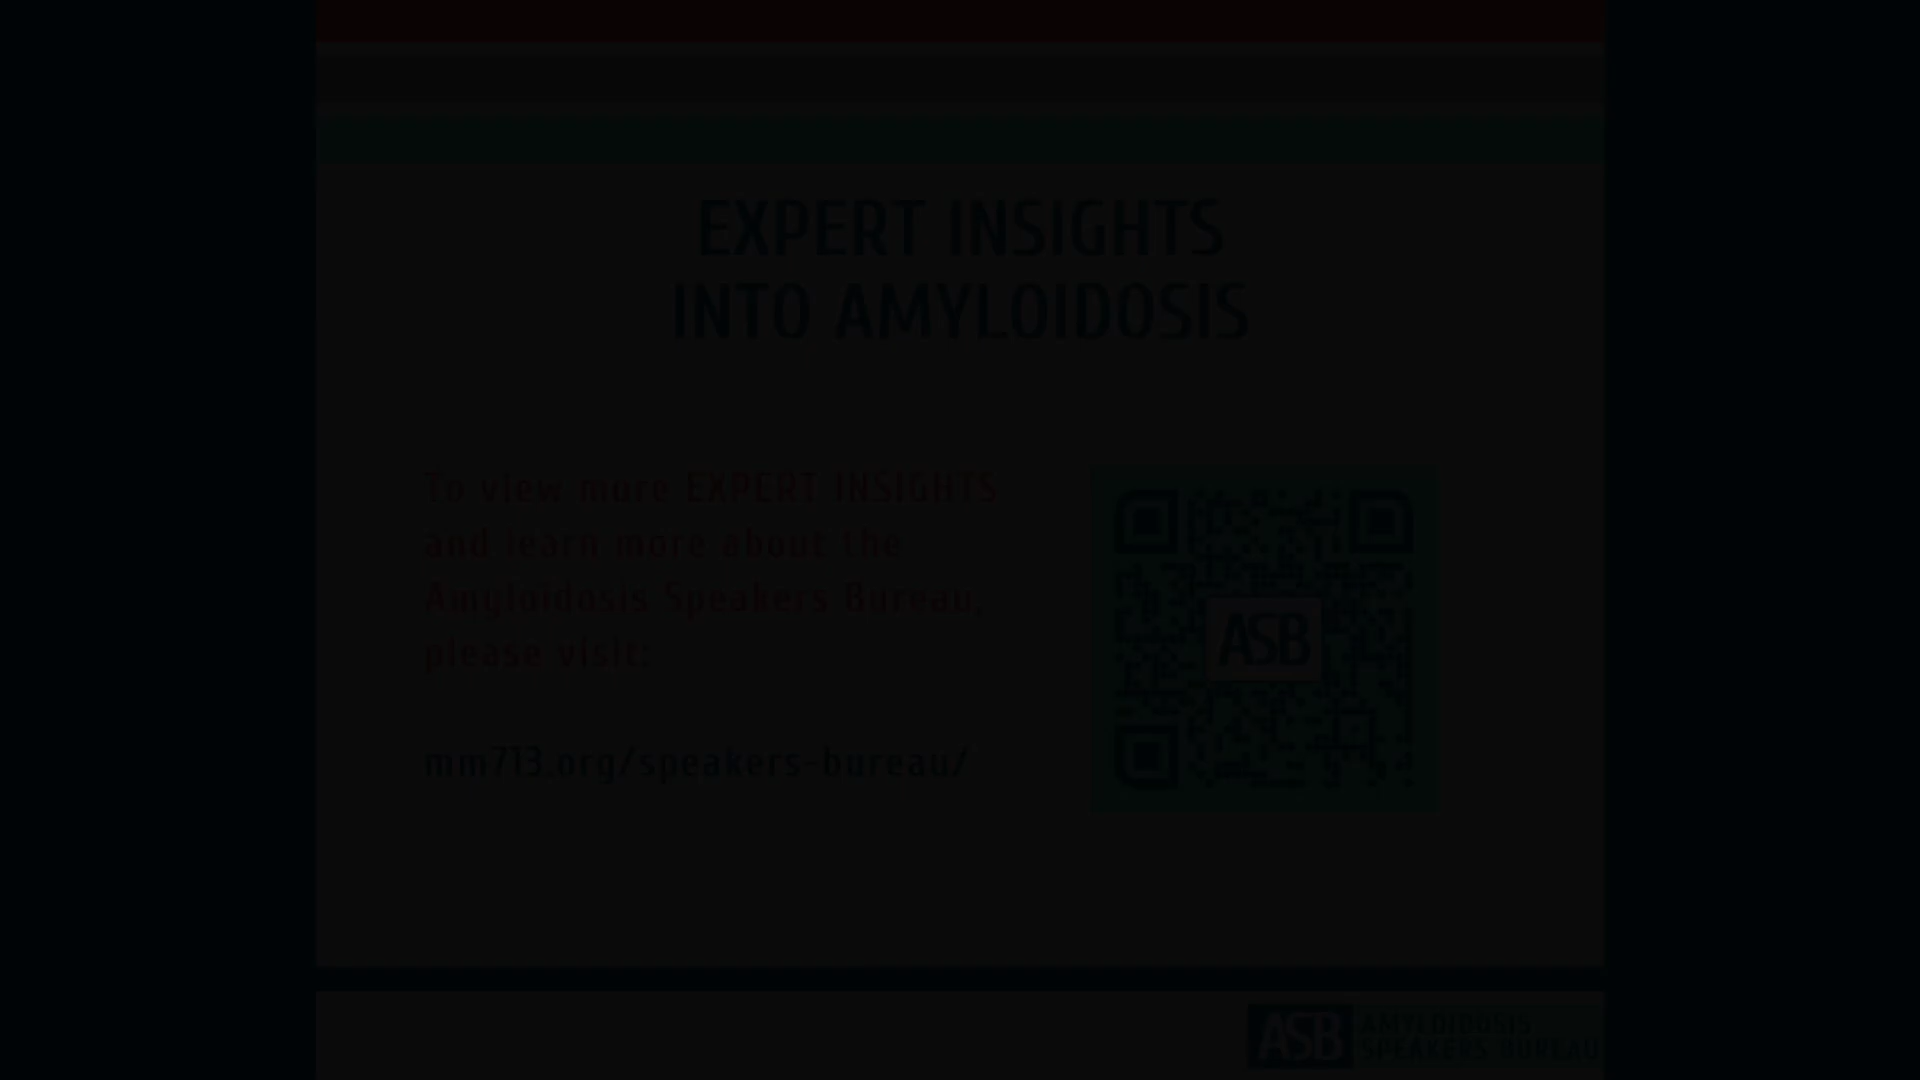 EXPERT INSIGHTS
INTO AMYLOIDOSIS
To view more EXPERT INSIGHTS
and learn more about the
Amyloidosis Speakers Bureau,
please visit:
mm713.org/speakers-bureau/
ASB
ASB
AMYLOIDOSIS
SPEAKERS BUREAU